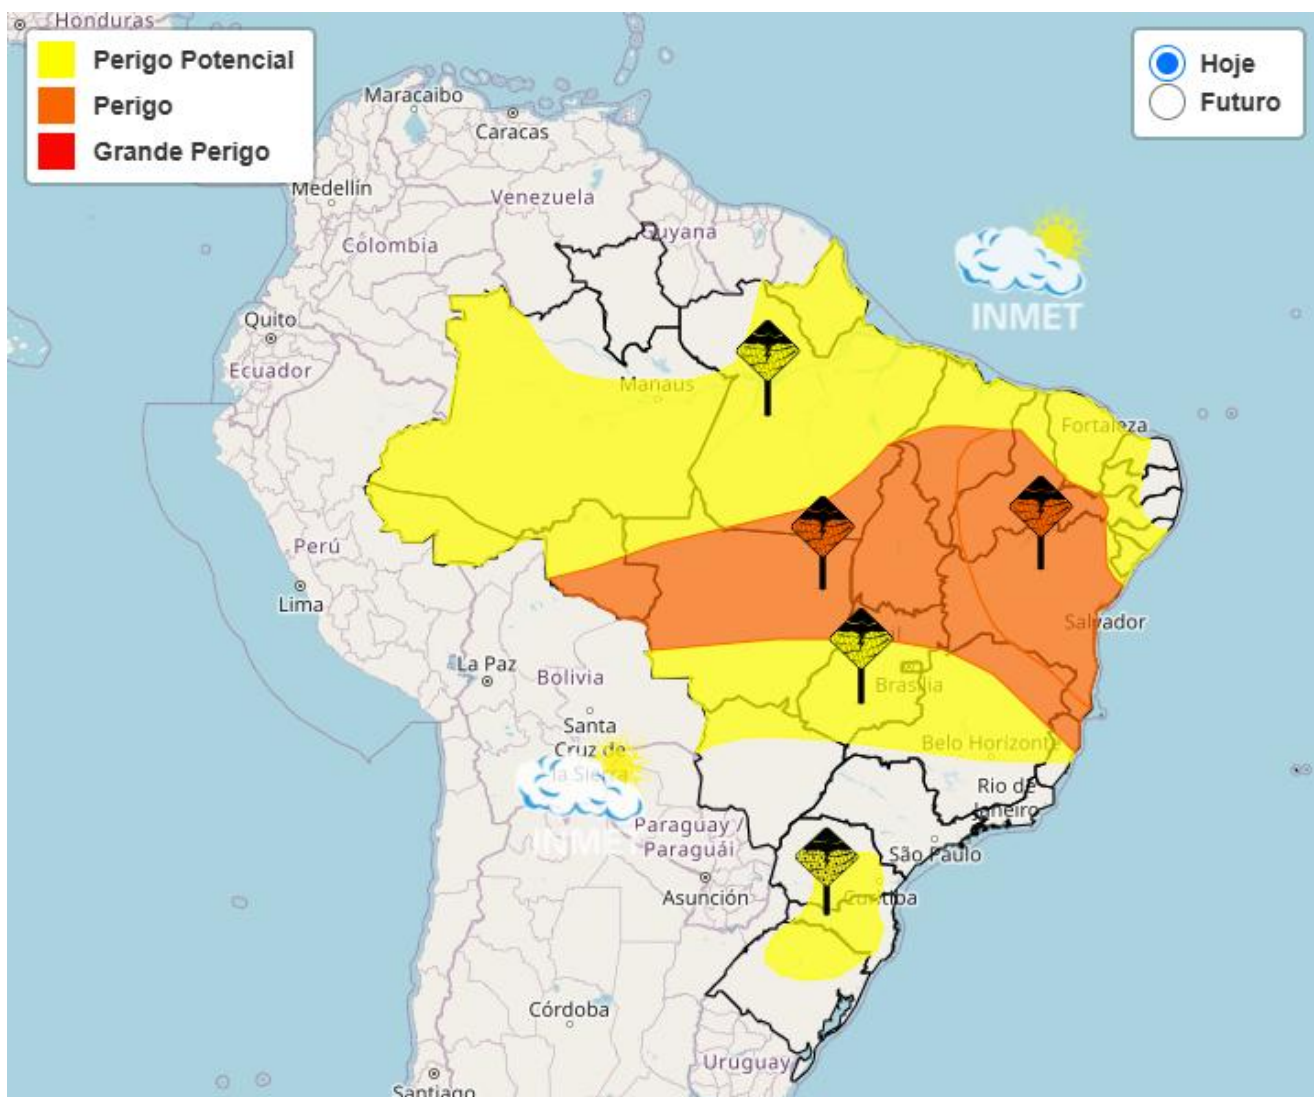 Honduras
Perigo Potencial
Perigo
Grande Perigo
Hoje
Futuro
Maracaibo
Caracas
Medellín
Venezuela
Guyana
Colombia
INMET
Quito
Ecuador
Manaus
Fortaleza
Perú
Lima
Salvador
La Paz
Bolivia
Brasília
Santa
Cruz de
la Sierra
Belo Horizonte
Rio de
Janeiro
INMET
Paraguay /
Paraguái
São Paulo
Asunción
Curitiba
Córdoba
Uruguay
Santiago